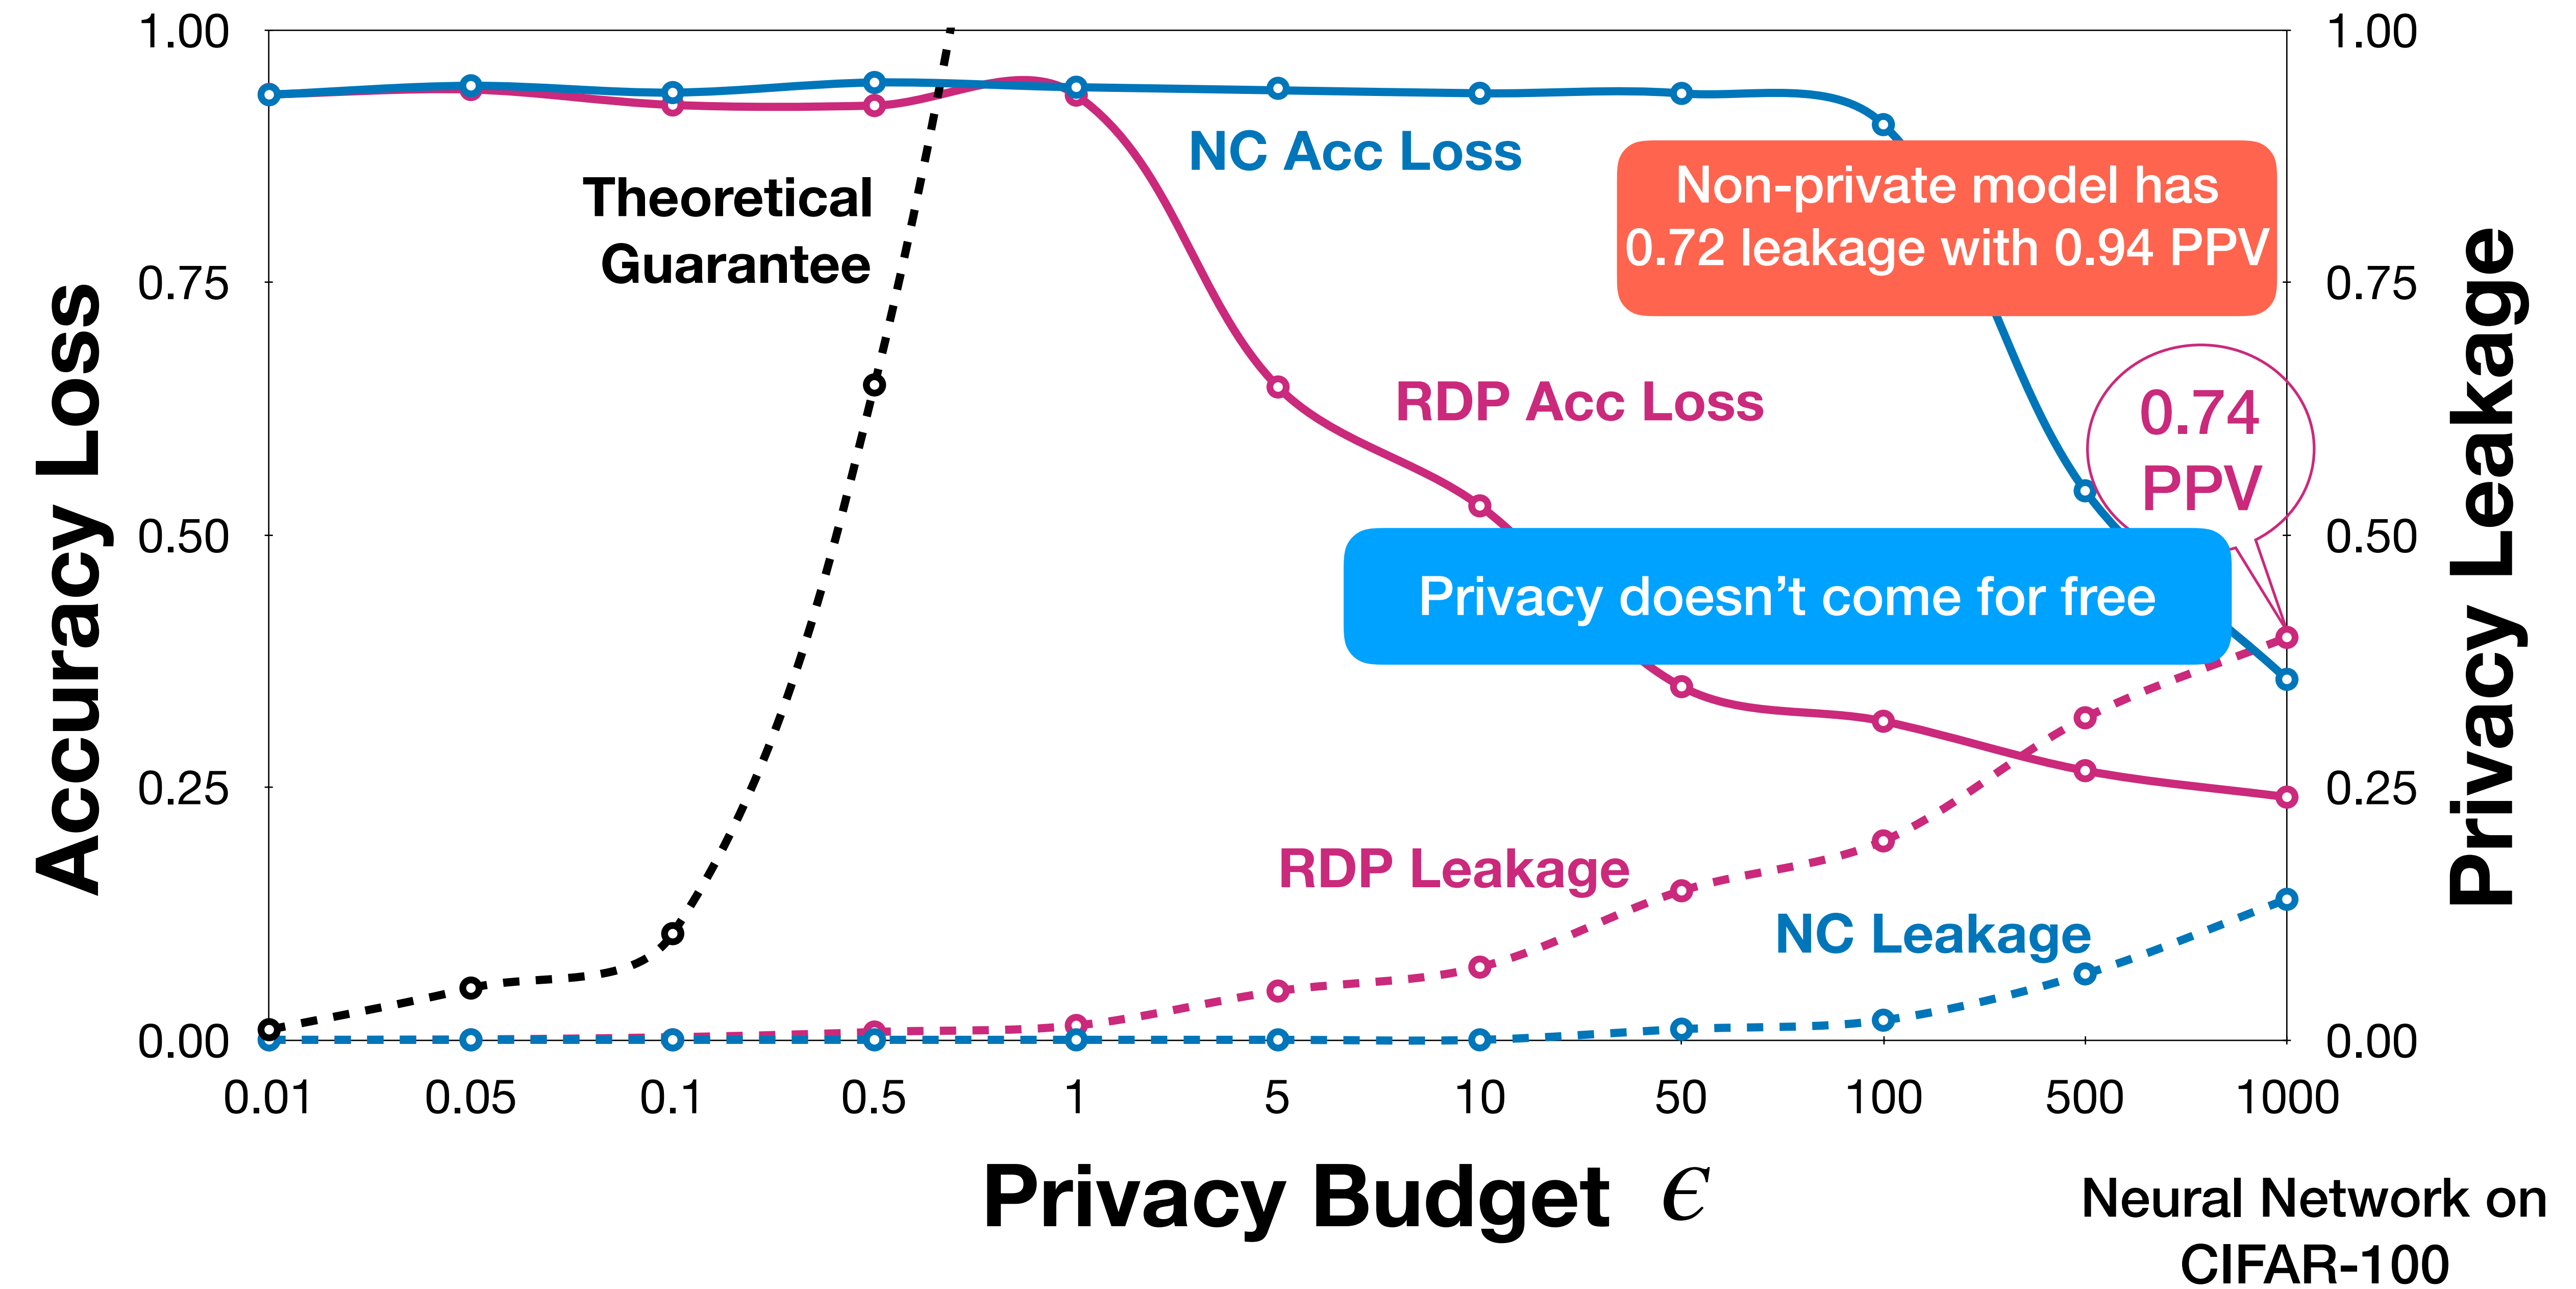 1.00
0.75
0.50
0.25
0.00
Accuracy Loss
Theoretical
Guarantee
NC Acc Loss
Non-private model has
0.72 leakage with 0.94 PPV
RDP Acc Loss
0.74
PPV
Privacy doesn't come for free
RDP Leakage
NC Leakage
1.00
0.75
0.50
0.25
0.00
Privacy Leakage
0.01 0.05 0.1 0.5 1 5 10 50 100 500 1000
Privacy Budget ϵ
Neural Network on
CIFAR-100